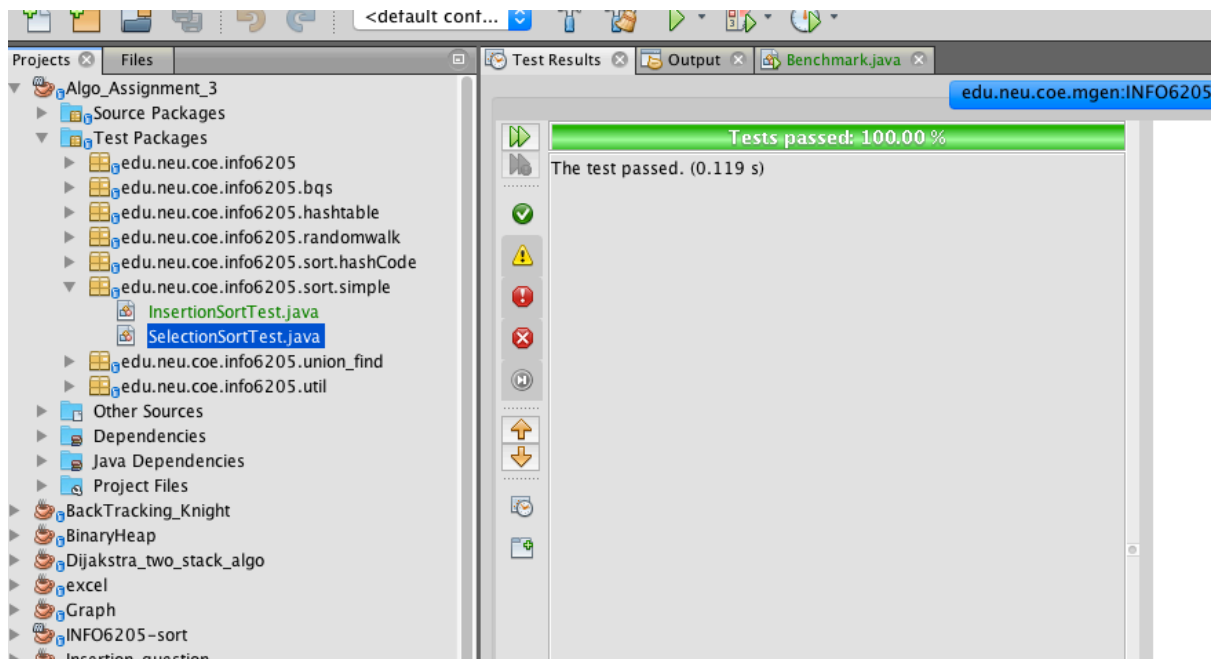 <default conf...
Projects
Files
Algo_Assignment_3
Source Packages
Test Packages
edu.neu.coe.info6205
edu.neu.coe.info6205.bqs
edu.neu.coe.info6205.hashtable
edu.neu.coe.info6205.randomwalk
edu.neu.coe.info6205.sort.hashCode
edu.neu.coe.info6205.sort.simple
InsertionSortTest.java
SelectionSortTest.java
edu.neu.coe.info6205.union_find
edu.neu.coe.info6205.util
Other Sources
Dependencies
Java Dependencies
Project Files
BackTracking_Knight
BinaryHeap
Dijakstra_two_stack_algo
excel
Graph
INFO6205-sort
Insertion_question
Test Results
Output
Benchmark.java
edu.neu.coe.mgen:INFO6205
Tests passed: 100.00 %
The test passed. (0.119 s)